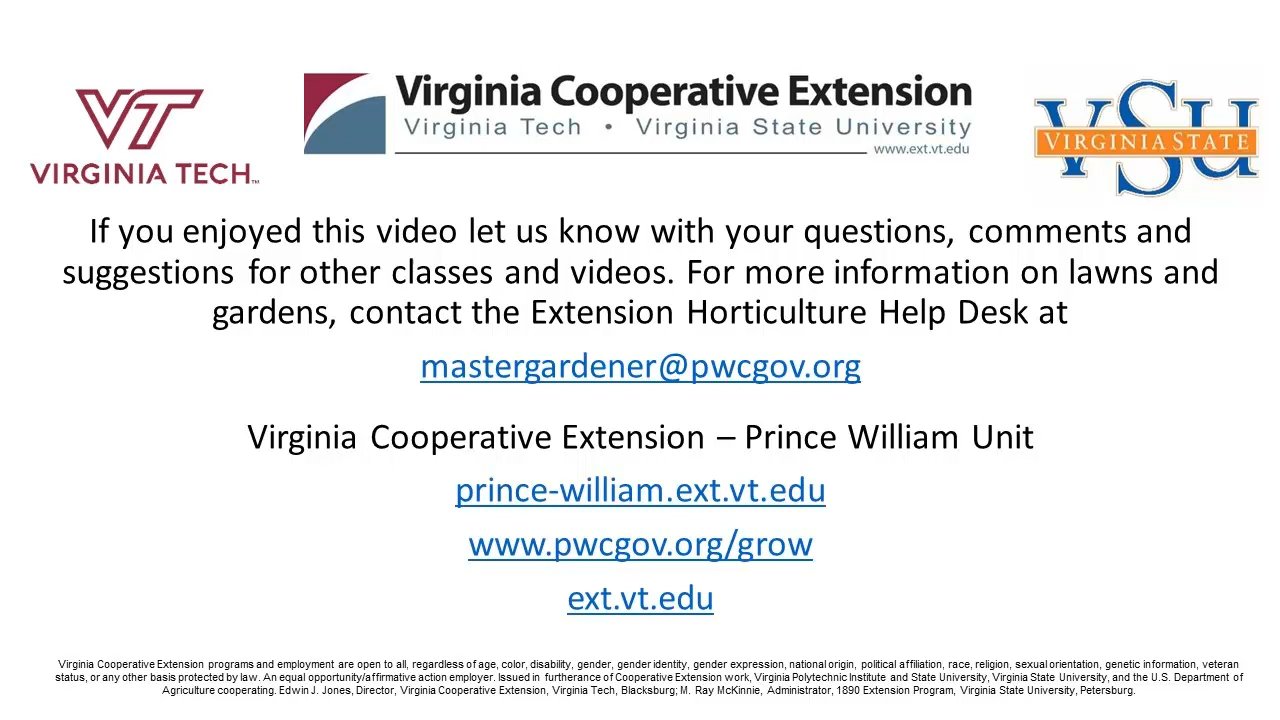 VT
VIRGINIA TECH™
Virginia Cooperative Extension
Virginia Tech • Virginia State University
www.ext.vt.edu
VSU
VIRGINIA STATE
If you enjoyed this video let us know with your questions, comments and
suggestions for other classes and videos. For more information on lawns and
gardens, contact the Extension Horticulture Help Desk at
mastergardener@pwcgov.org
Virginia Cooperative Extension – Prince William Unit
prince-william.ext.vt.edu
www.pwcgov.org/grow
ext.vt.edu
Virginia Cooperative Extension programs and employment are open to all, regardless of age, color, disability, gender, gender identity, gender expression, national origin, political affiliation, race, religion, sexual orientation, genetic information, veteran
status, or any other basis protected by law. An equal opportunity/affirmative action employer. Issued in furtherance of Cooperative Extension work, Virginia Polytechnic Institute and State University, Virginia State University, and the U.S. Department of
Agriculture cooperating. Edwin J. Jones, Director, Virginia Cooperative Extension, Virginia Tech, Blacksburg; M. Ray McKinnie, Administrator, 1890 Extension Program, Virginia State University, Petersburg.